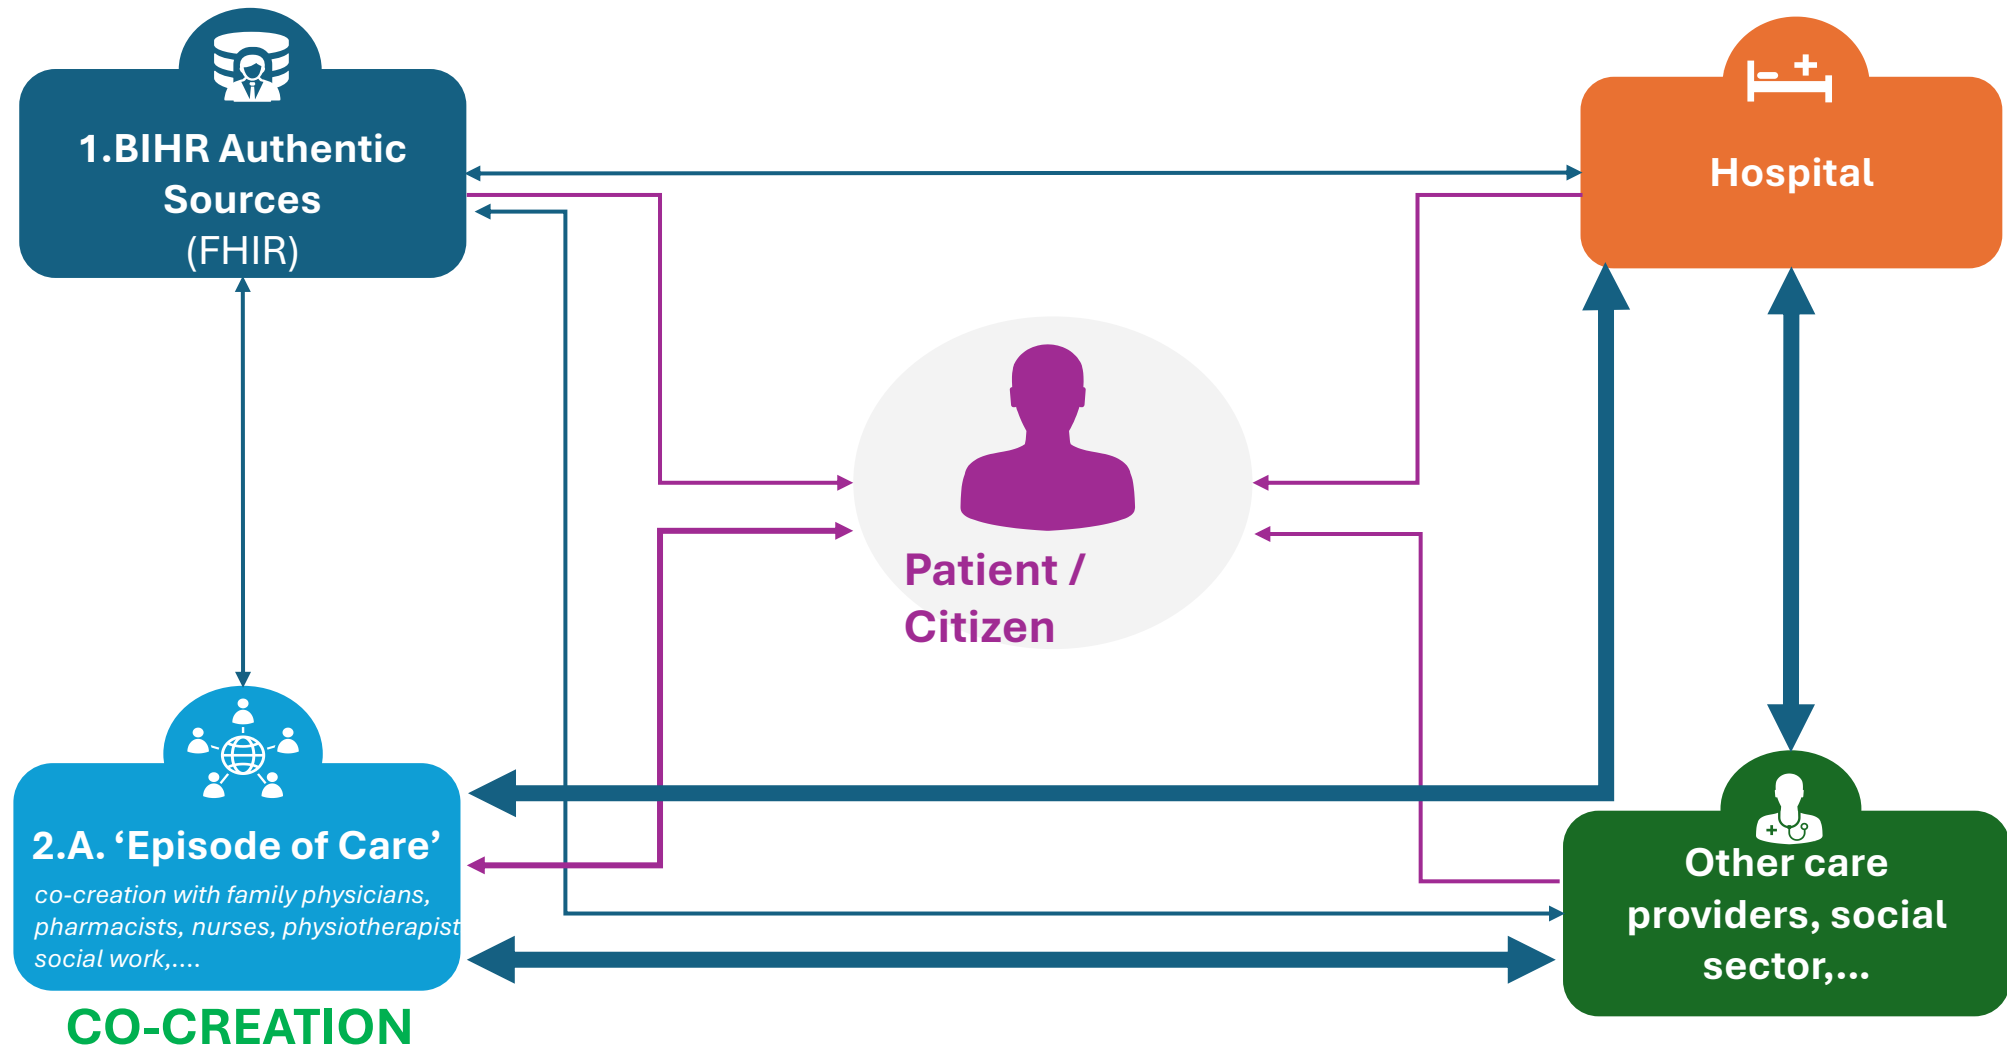 1.BIHR Authentic
Sources
(FHIR)
Hospital
Patient /
Citizen
2.A. ‘Episode of Care’
co-creation with family physicians,
pharmacists, nurses, physiotherapist
social work,....
CO-CREATION
Other care
providers, social
sector,...